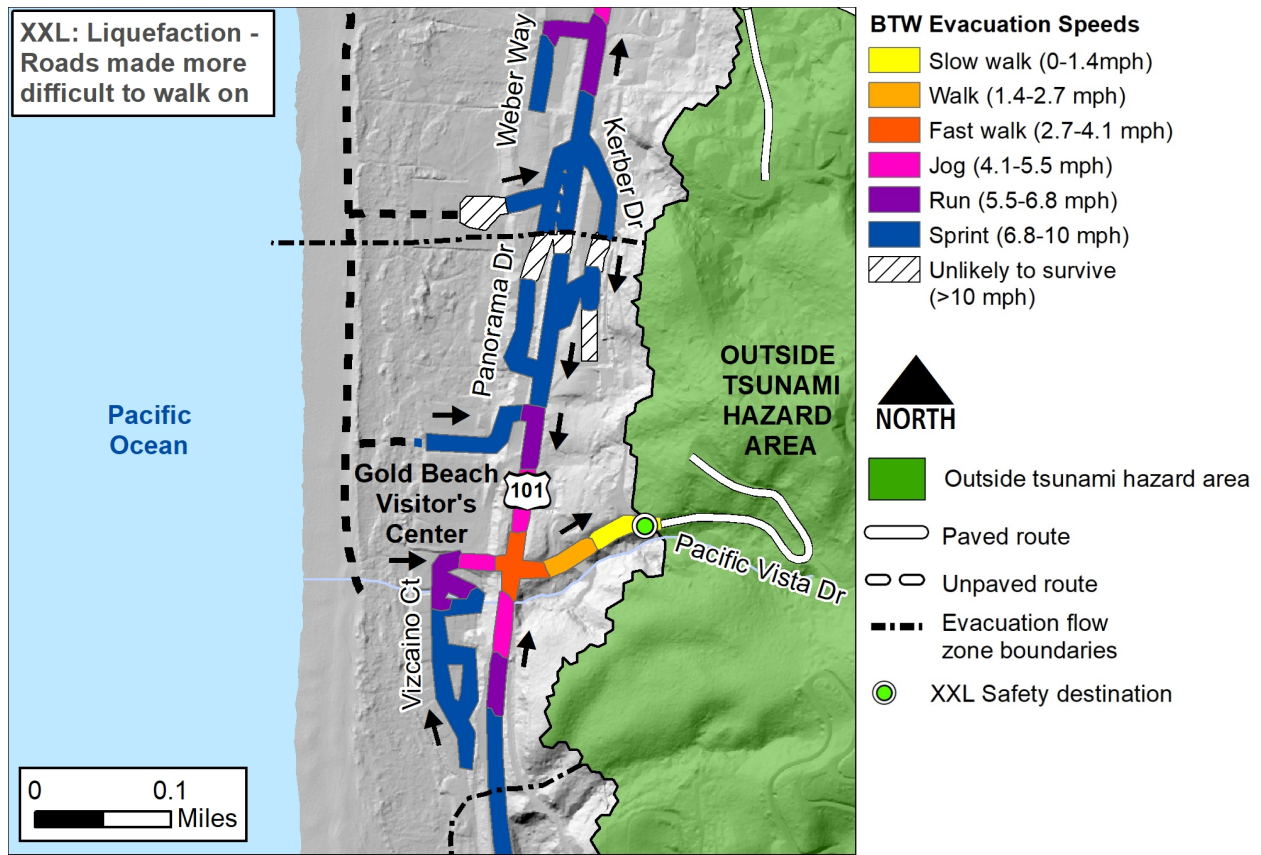 XXL: Liquefaction -
Roads made more
difficult to walk on
Weber Way
Kerber Dr
Panorama Dr
OUTSIDE
TSUNAMI
HAZARD
AREA
Pacific
Ocean
Gold Beach
Visitor's
Center
101
Pacific Vista Dr
Vizcaino Ct
0 0.1
Miles
BTW Evacuation Speeds
Slow walk (0-1.4mph)
Walk (1.4-2.7 mph)
Fast walk (2.7-4.1 mph)
Jog (4.1-5.5 mph)
Run (5.5-6.8 mph)
Sprint (6.8-10 mph)
Unlikely to survive
(>10 mph)
NORTH
Outside tsunami hazard area
Paved route
Unpaved route
Evacuation flow
zone boundaries
XXL Safety destination